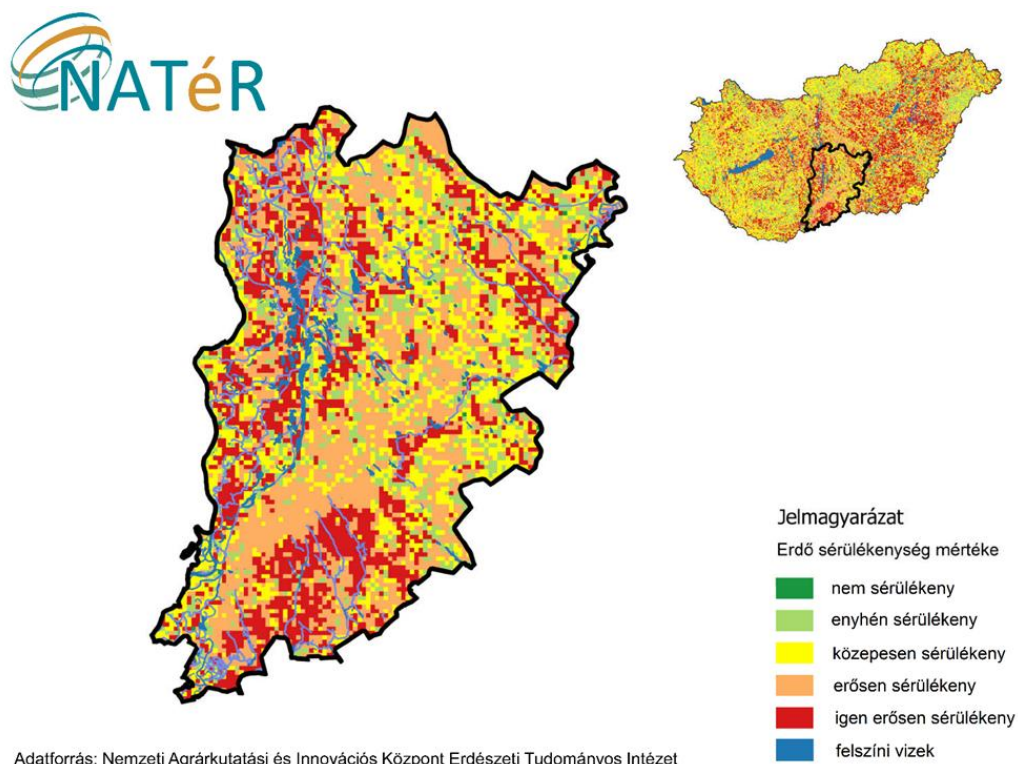 NATéR
Jelmagyarázat
Erdő sérülékenység mértéke
nem sérülékeny
enyhén sérülékeny
közepesen sérülékeny
erősen sérülékeny
igen erősen sérülékeny
felszíni vizek
Adatforrás: Nemzeti Agrárkutatási és Innovációs Központ Erdészeti Tudományos Intézet